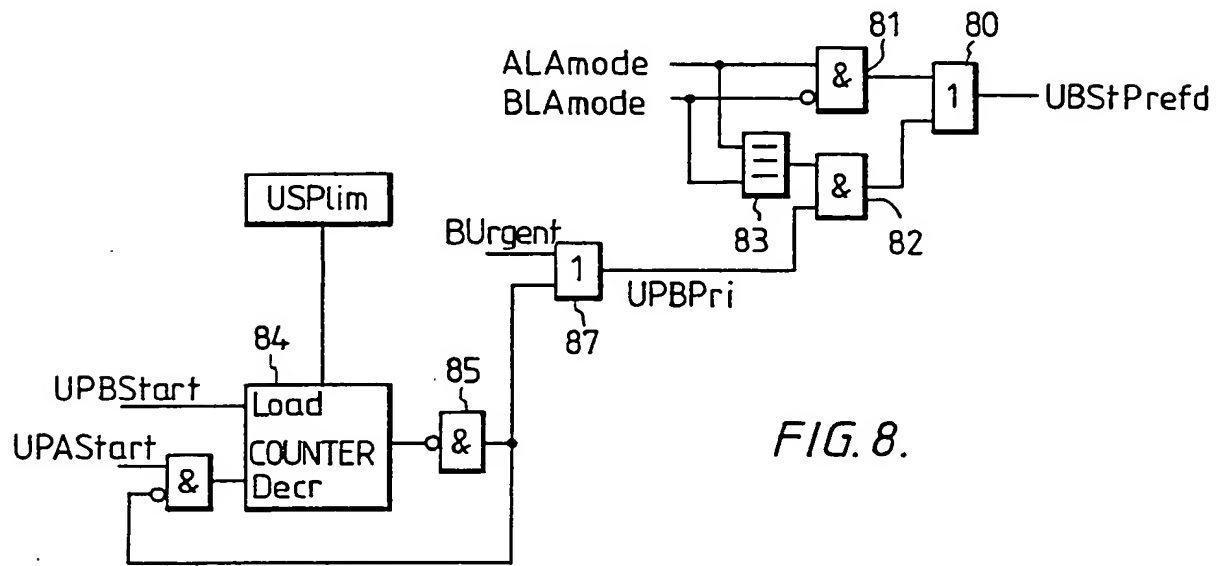 81
80
ALAmode
&
1
UBStPrefd
BLAmode
83
&
82
USPlim
BUrgent
1
UPBPri
87
84
85
UPBStart
Load
UPAStart
COUNTER
&
&
Decr
FIG. 8.